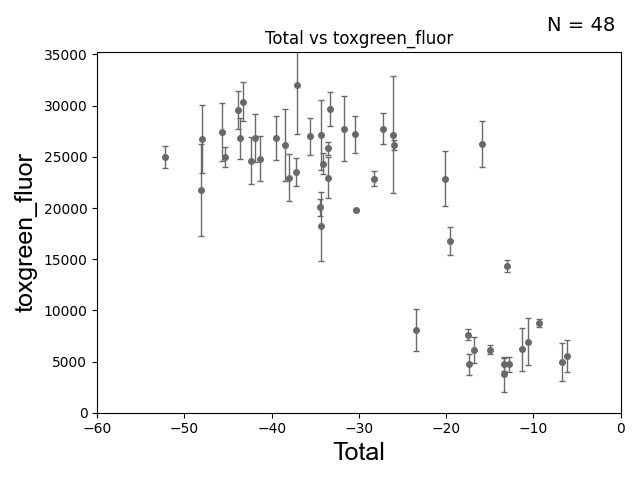 N = 48
Total vs toxgreen_fluor
35000
30000
25000
20000
15000
10000
5000
0
toxgreen_fluor
−60 −50 −40 −30 −20 −10 0
Total